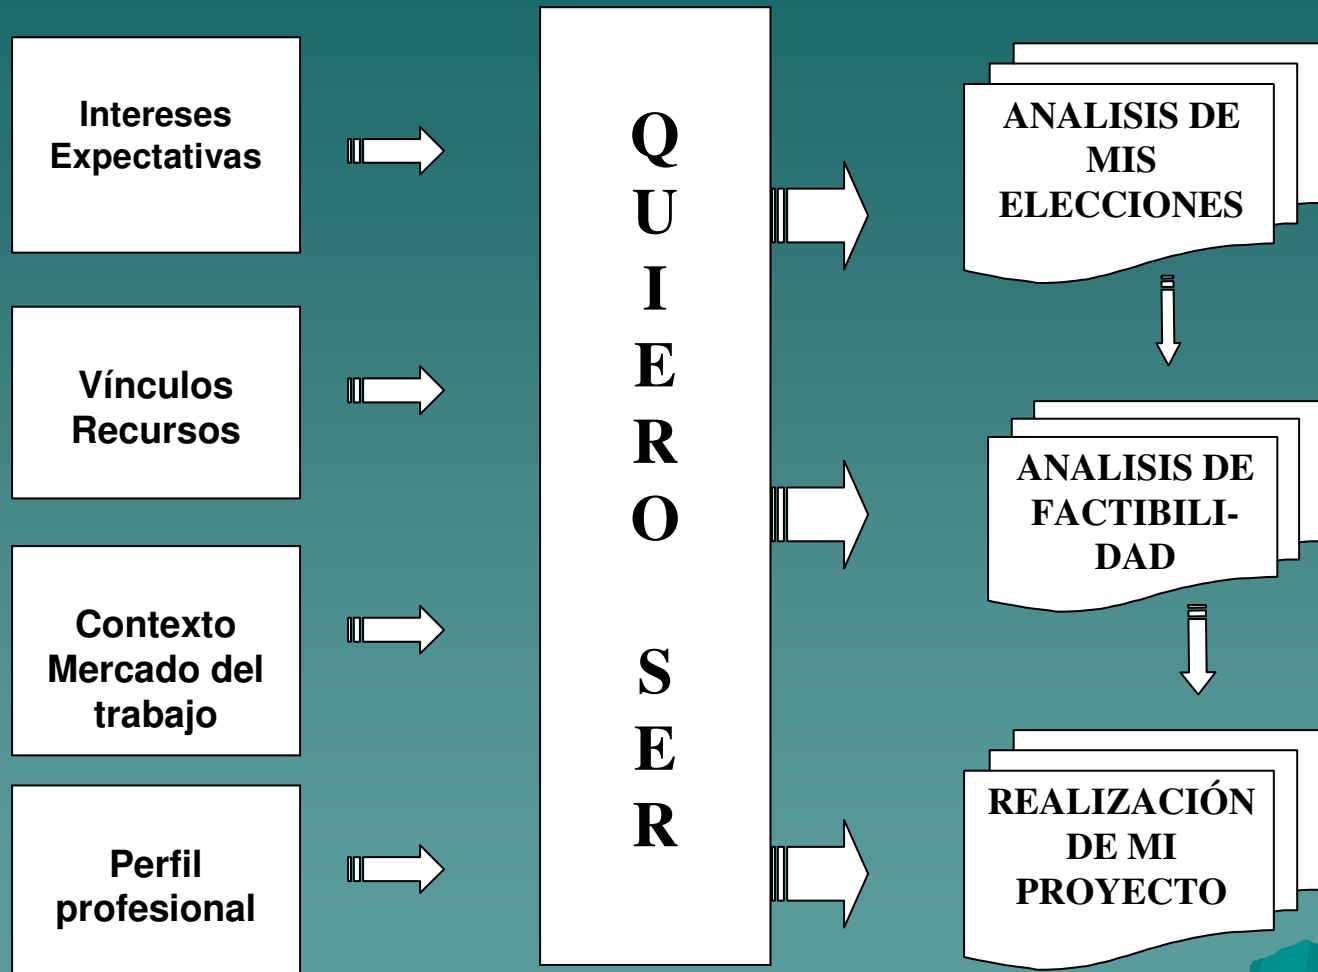 Intereses
Expectativas
Vínculos
Recursos
Contexto
Mercado del
trabajo
Perfil
profesional
Q
U
I
E
R
O
S
E
R
ANALISIS DE
MIS
ELECCIONES
ANALISIS DE
FACTIBILI-
DAD
REALIZACIÓN
DE MI
PROYECTO